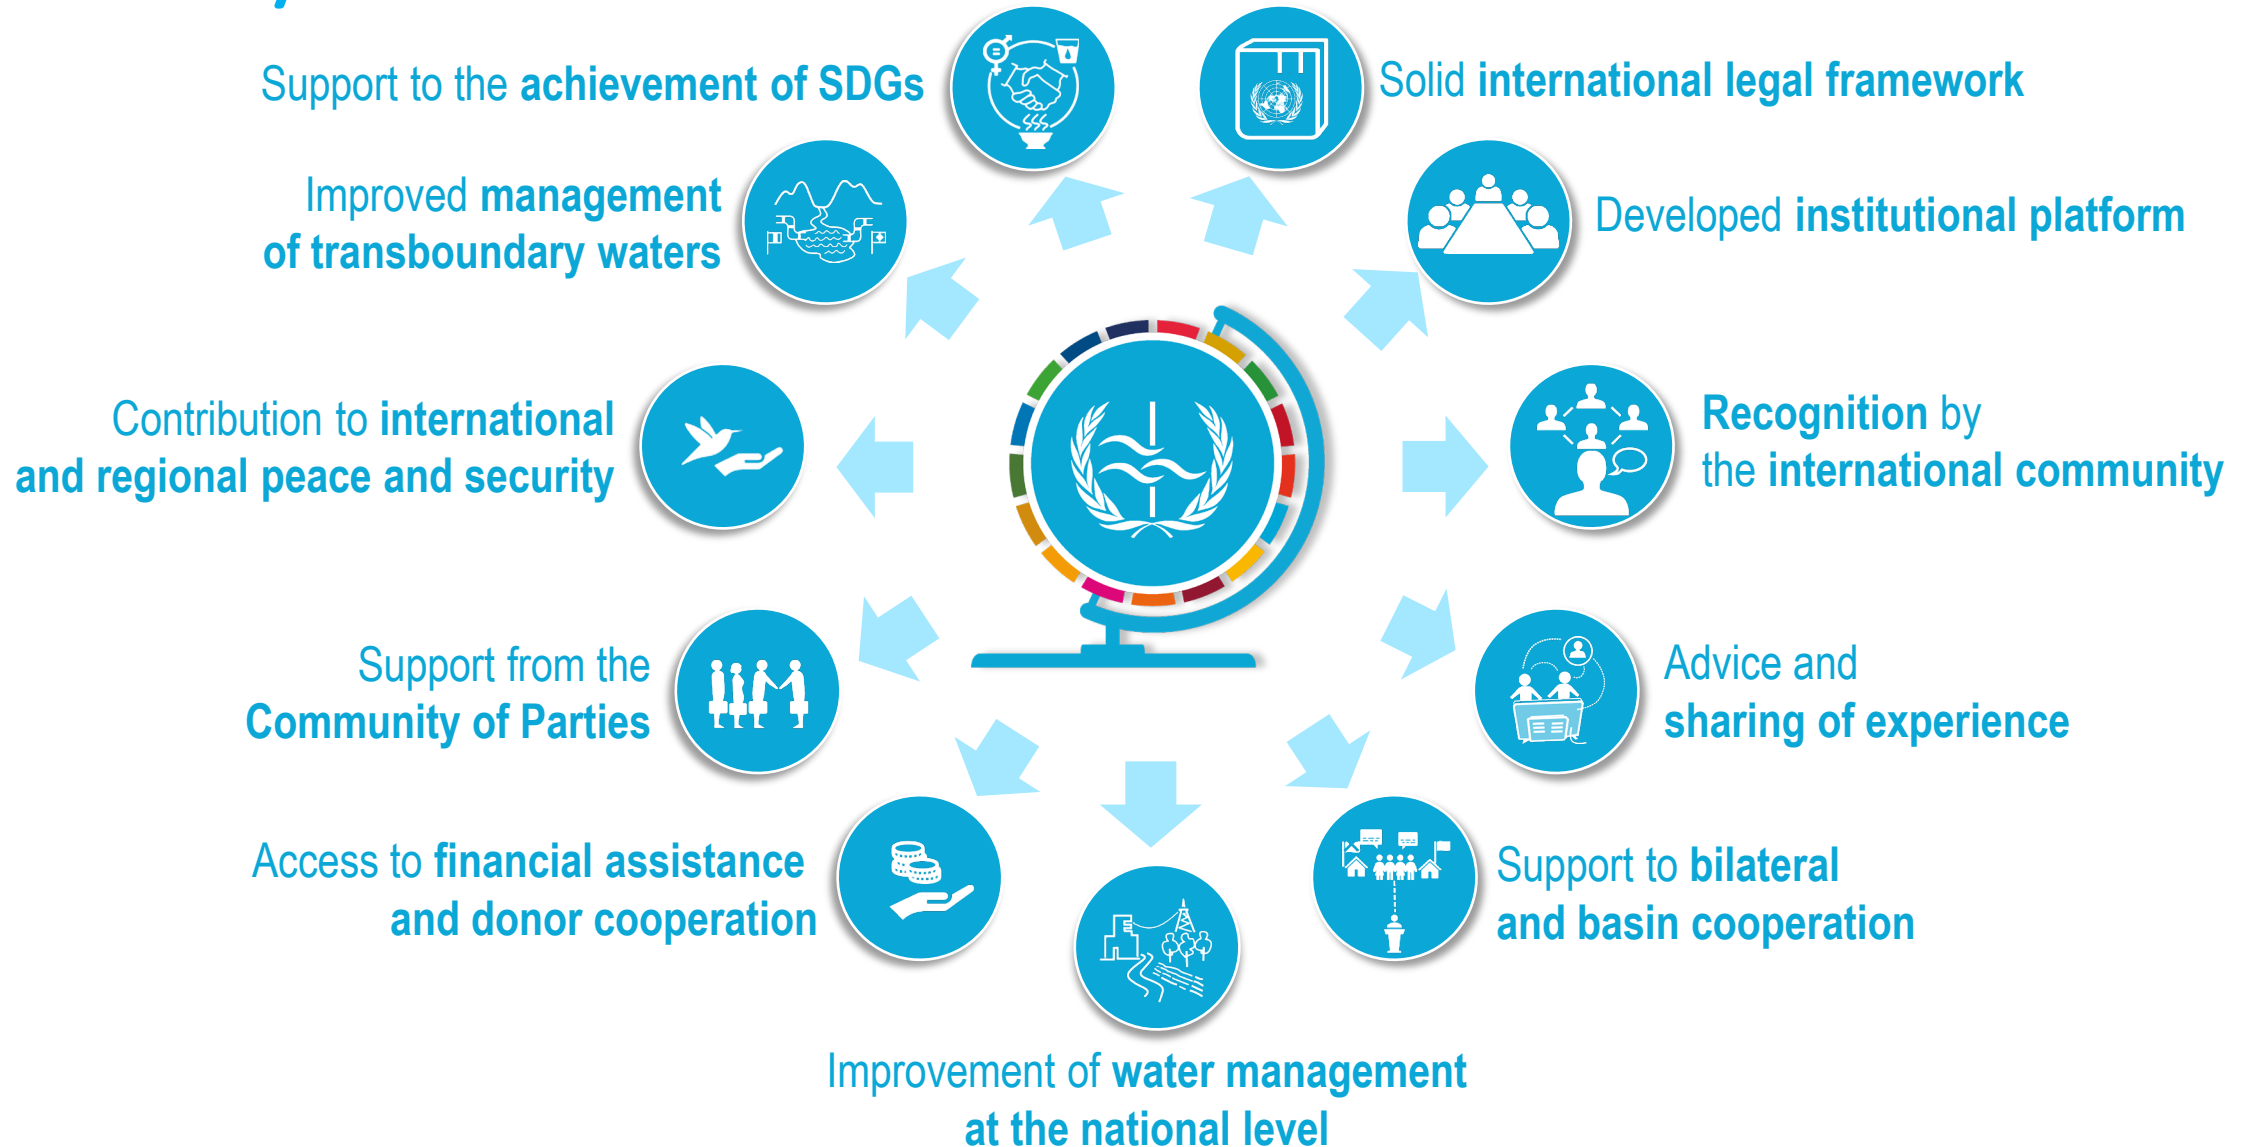 Support to the achievement of SDGs
Solid international legal framework
Improved management
of transboundary waters
Developed institutional platform
Contribution to international
and regional peace and security
Recognition by
the international community
Support from the
Community of Parties
Advice and
sharing of experience
Access to financial assistance
and donor cooperation
Support to bilateral
and basin cooperation
Improvement of water management
at the national level